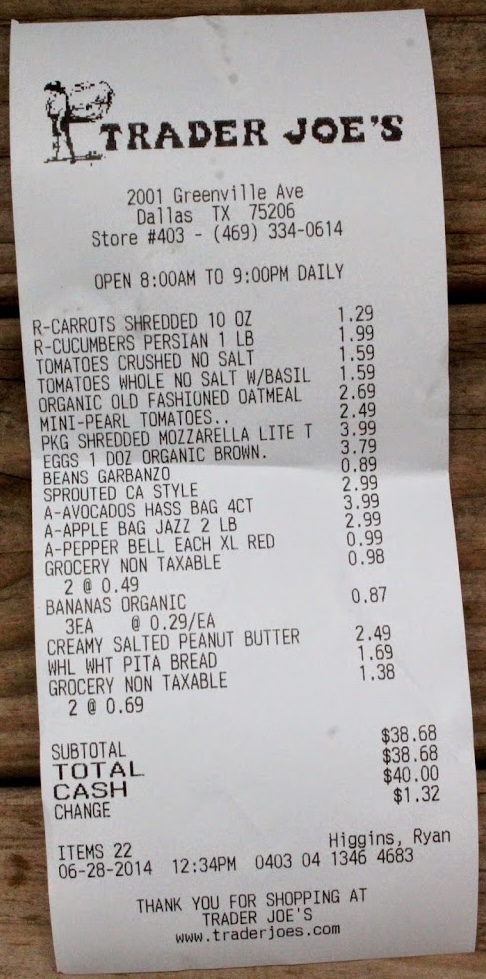 TRADER JOE'S
2001 Greenville Ave
Dallas TX 75206
Store #403 - (469) 334-0614
OPEN 8:00AM TO 9:00PM DAILY
R-CARROTS SHREDDED 10 OZ 1.29
R-CUCUMBERS PERSIAN 1 LB 1.99
TOMATOES CRUSHED NO SALT 1.59
TOMATOES WHOLE NO SALT W/BASIL 1.59
ORGANIC OLD FASHIONED OATMEAL 2.69
MINI-PEARL TOMATOES.. 2.49
PKG SHREDDED MOZZARELLA LITE T 3.99
EGGS 1 DOZ ORGANIC BROWN. 3.79
BEANS GARBANZO 0.89
SPROUTED CA STYLE 2.99
A-AVOCADOS HASS BAG 4CT 3.99
A-APPLE BAG JAZZ 2 LB 2.99
A-PEPPER BELL EACH XL RED 0.99
GROCERY NON TAXABLE 0.98
2 @ 0.49
BANANAS ORGANIC 0.87
3EA @ 0.29/EA
CREAMY SALTED PEANUT BUTTER 2.49
WHL WHT PITA BREAD 1.69
GROCERY NON TAXABLE 1.38
2 @ 0.69
SUBTOTAL $38.68
TOTAL $38.68
CASH $40.00
CHANGE $1.32
ITEMS 22 Higgins, Ryan
06-28-2014 12:34PM 0403 04 1346 4683
THANK YOU FOR SHOPPING AT
TRADER JOE'S
www.traderjoes.com